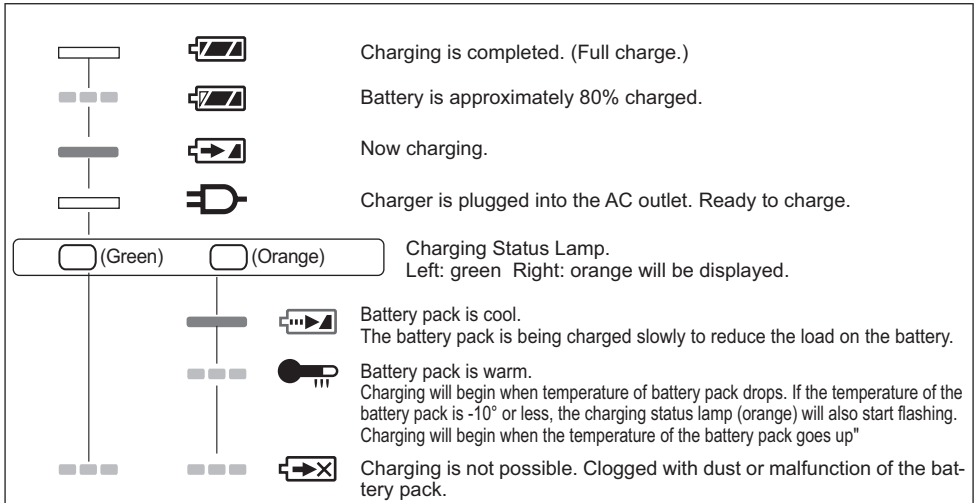 Charging is completed. (Full charge.)
Battery is approximately 80% charged.
Now charging.
Charger is plugged into the AC outlet. Ready to charge.
(Green) (Orange)
Charging Status Lamp.
Left: green Right: orange will be displayed.
Battery pack is cool.
The battery pack is being charged slowly to reduce the load on the battery.
Battery pack is warm.
Charging will begin when temperature of battery pack drops. If the temperature of the
battery pack is -10° or less, the charging status lamp (orange) will also start flashing.
Charging will begin when the temperature of the battery pack goes up"
Charging is not possible. Clogged with dust or malfunction of the bat-
tery pack.